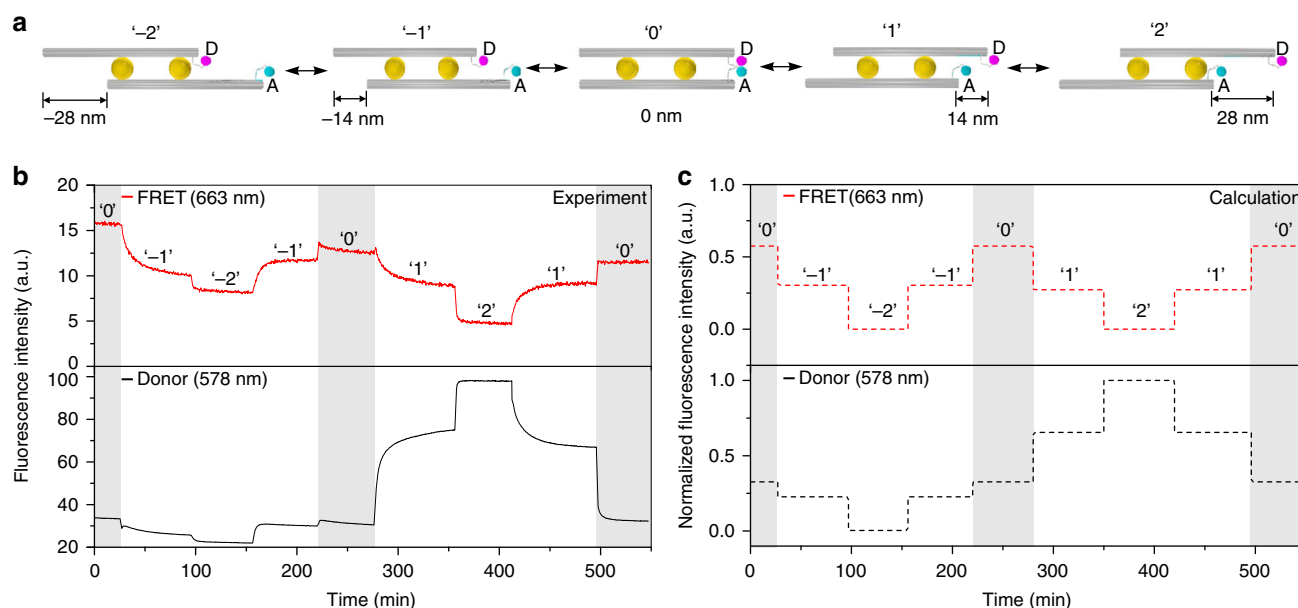 a
‘–2’ ‘–1’ ‘0’ ‘1’ ‘2’
D D D D D
A A A A A
–28 nm –14 nm 0 nm 14 nm 28 nm
b
FRET (663 nm) Experiment
‘0’ ‘–1’ ‘–2’ ‘–1’ ‘0’ ‘1’ ‘2’ ‘1’ ‘0’
20
15
10
5
0
Donor (578 nm)
100
80
60
40
20
Fluorescence intensity (a.u.)
0 100 200 300 400 500
Time (min)
c
FRET(663 nm) Calculation
‘0’ ‘–1’ ‘–2’ ‘–1’ ‘0’ ‘1’ ‘2’ ‘1’ ‘0’
1.0
0.5
0.0
Donor (578 nm)
1.0
0.5
0.0
Normalized fluorescence intensity (a.u.)
0 100 200 300 400 500
Time (min)